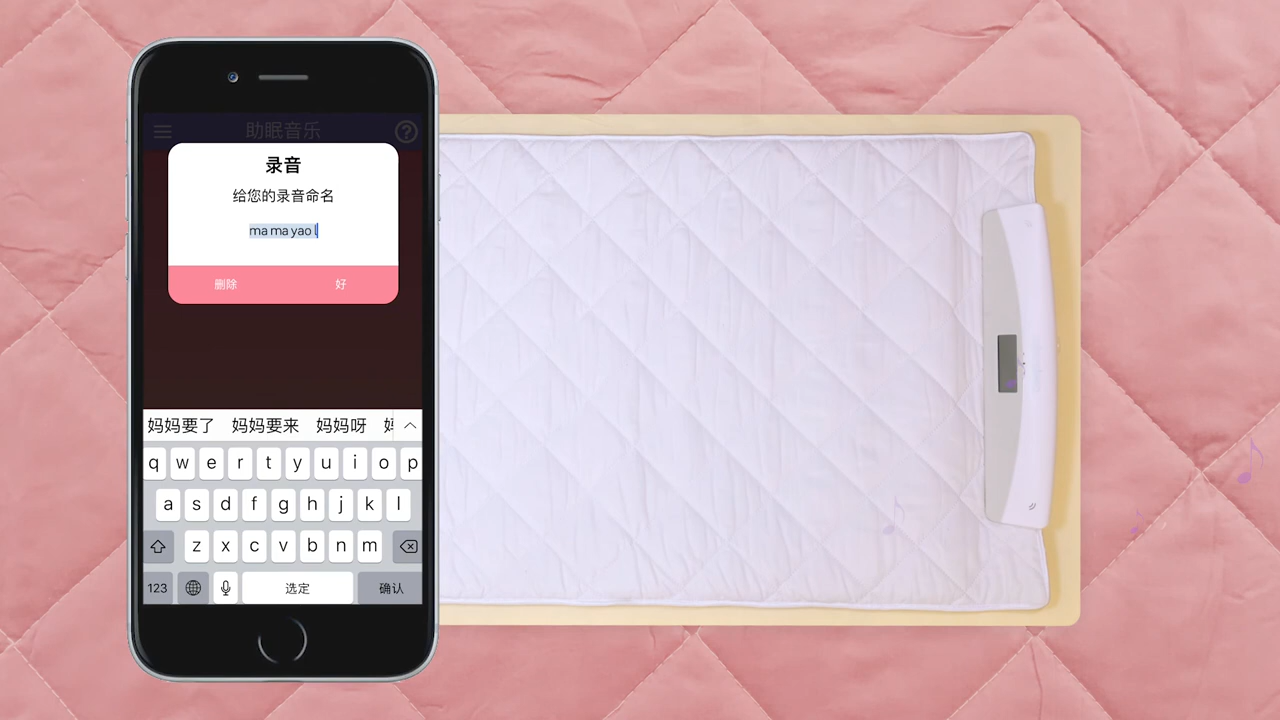 助眠音乐
录音
给您的录音命名
ma ma yao l
删除 好
妈妈要了 妈妈要来 妈妈呀
q w e r t y u i o p
a s d f g h j k l
z x c v b n m
123 选定 确认